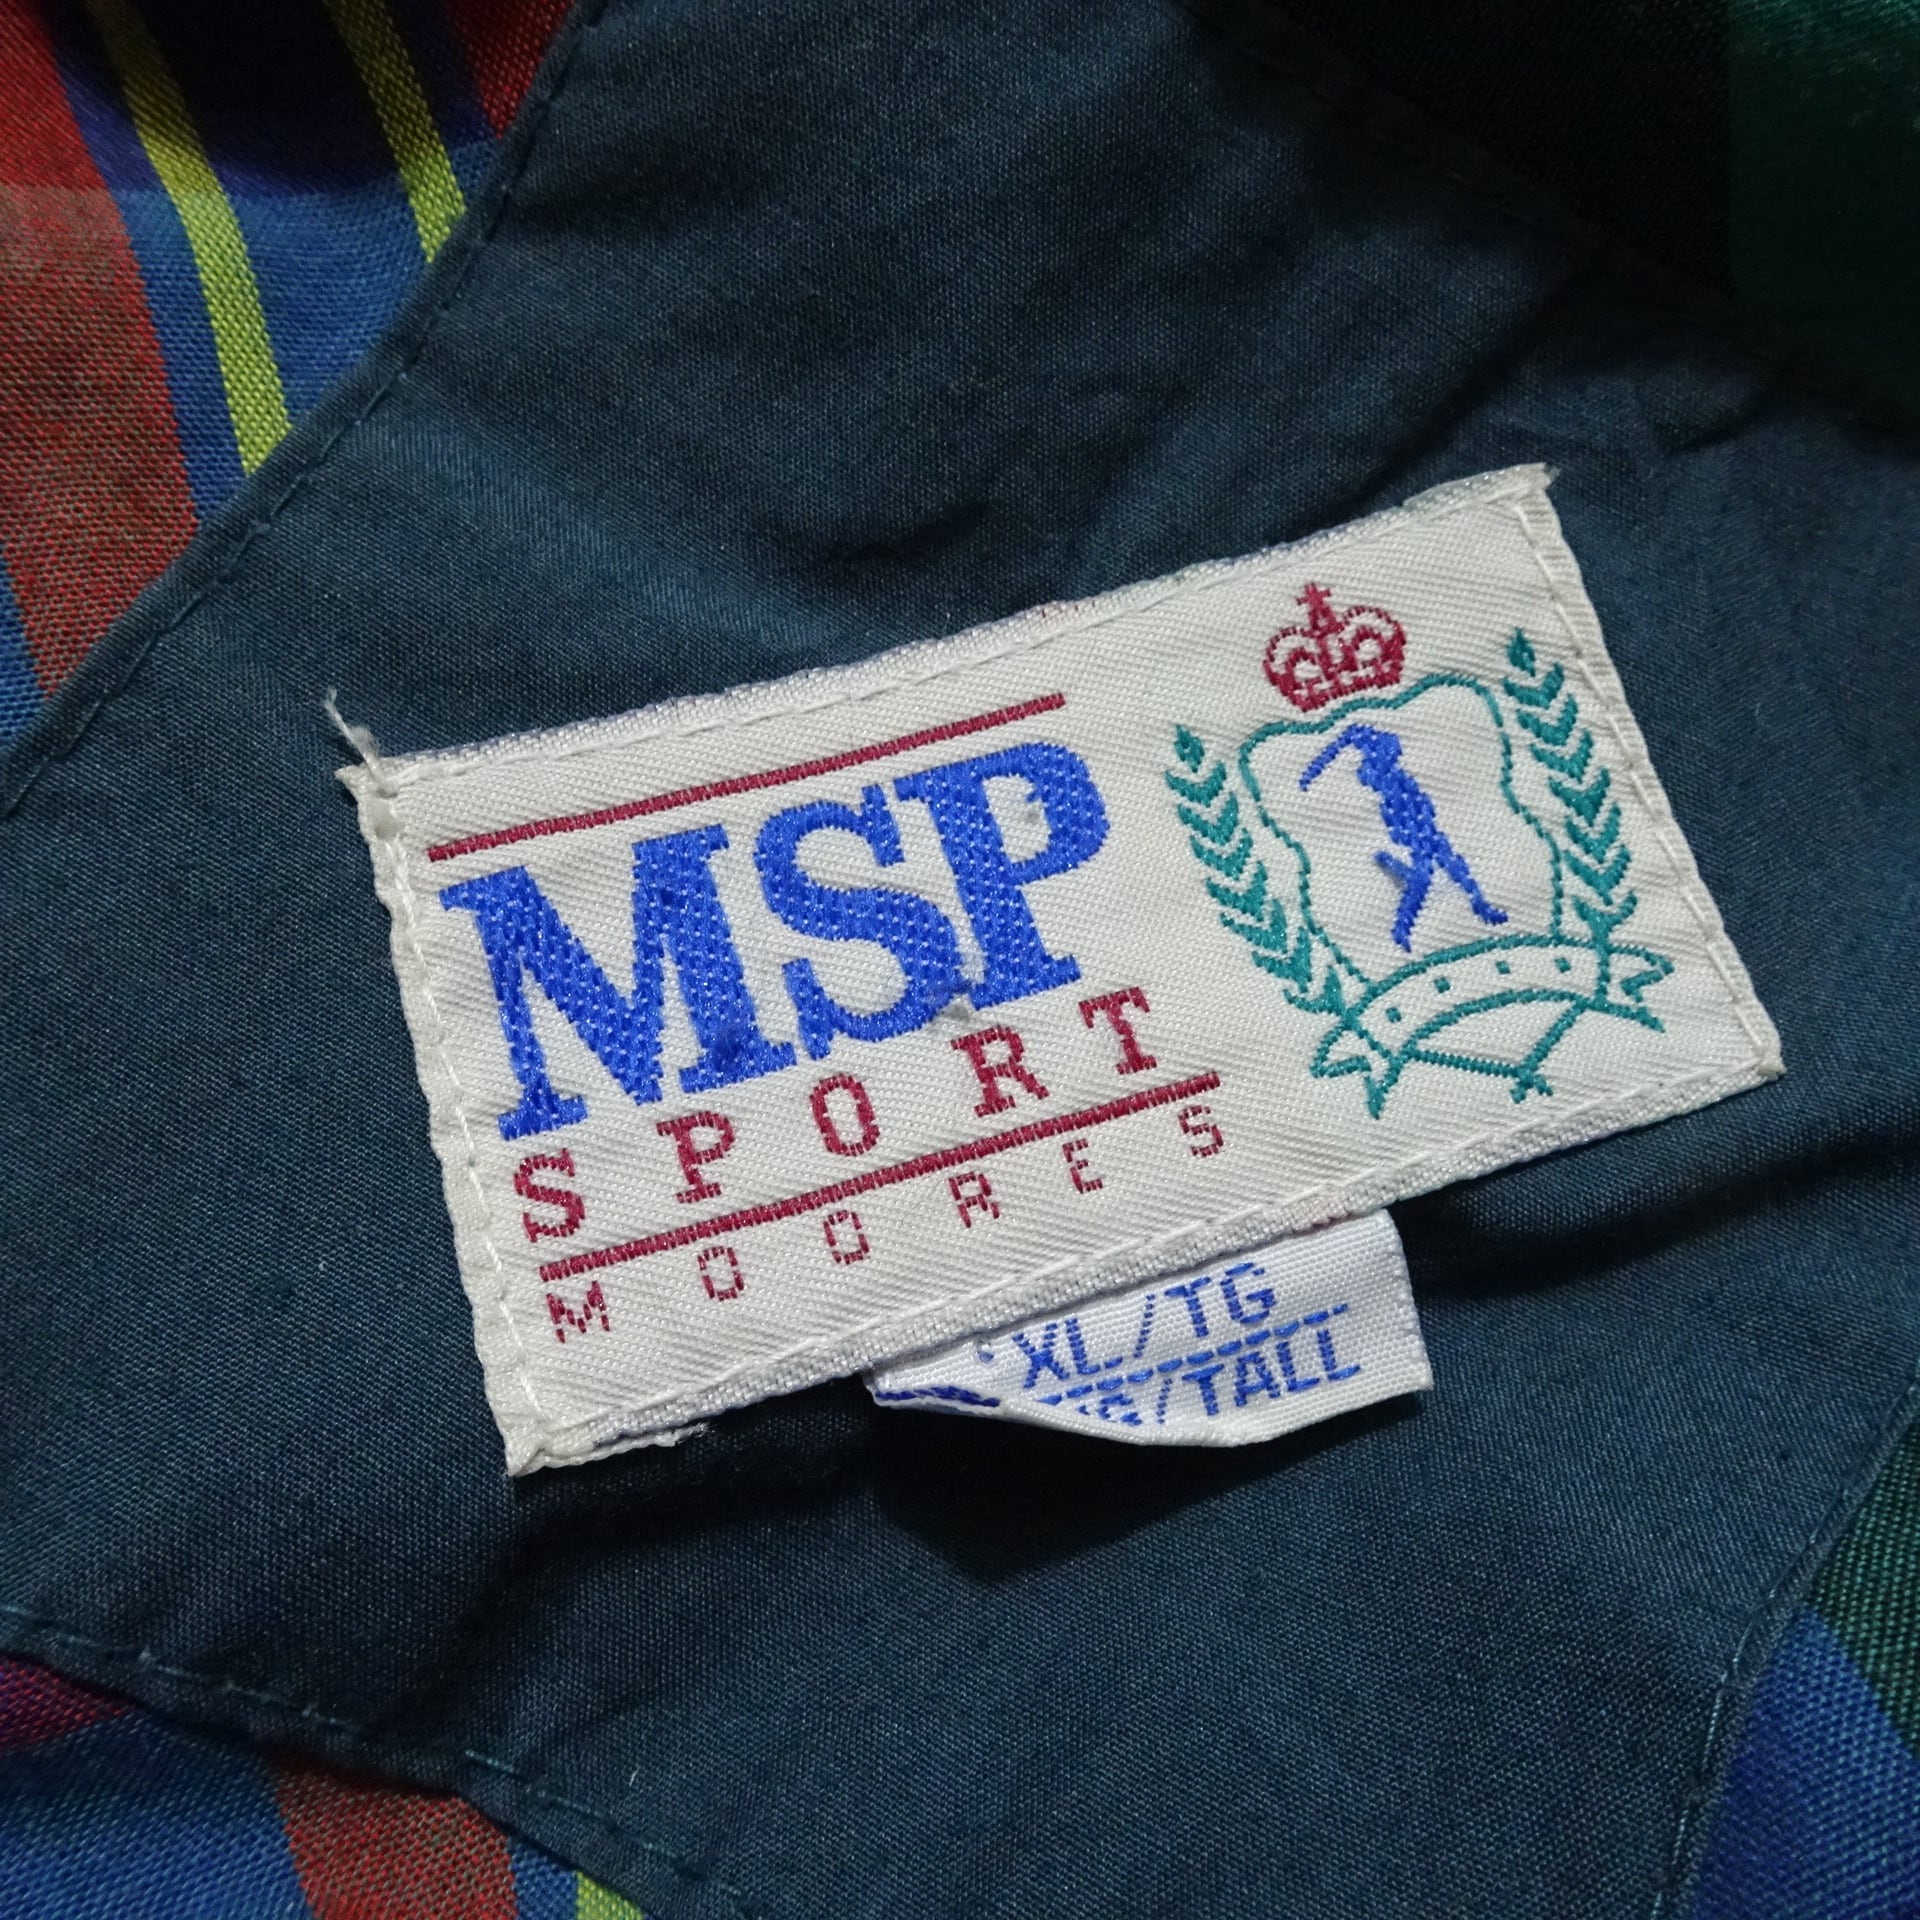 MSP
SPORT
MOORES
XL/TG
/TALL